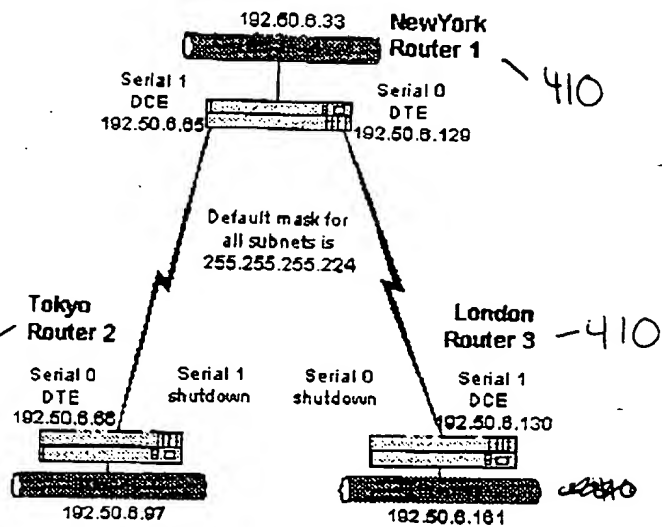 192.50.6.33
NewYork
Router 1
410
Serial 1
DCE
192.50.6.65
Serial 0
DTE
192.50.6.129
Default mask for
all subnets is
255.255.255.224
Tokyo
Router 2
London
Router 3
410
Serial 0
DTE
192.50.6.66
Serial 1
shutdown
Serial 0
shutdown
Serial 1
DCE
192.50.6.130
192.50.6.97
192.50.6.161